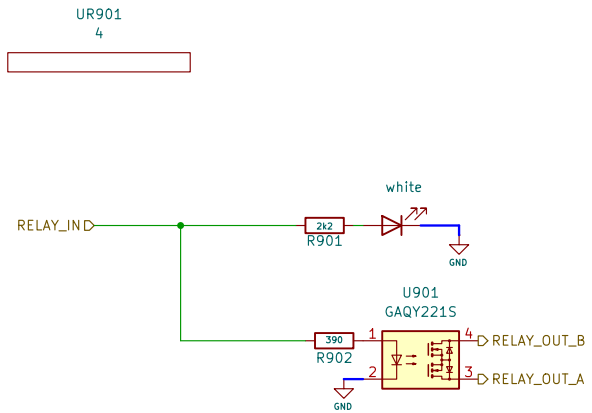 UR901
4
white
RELAY_IN
2k2
R901
GND
U901
GAQY221S
1
390
R902
2
GND
4
RELAY_OUT_B
3
RELAY_OUT_A